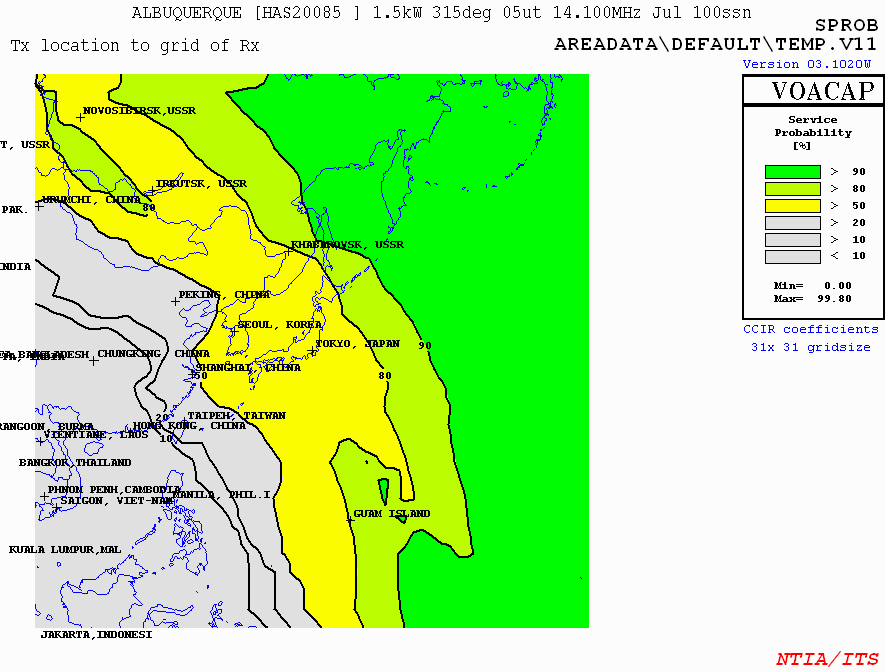 ALBUQUERQUE [HAS20085 ] 1.5kW 315deg 05ut 14.100MHz Jul 100ssn
SPROB
Tx location to grid of Rx
AREADATA\DEFAULT\TEMP.V11
Version 03.1020W
VOACAP
Service
Probability
[%]
> 90
> 80
> 50
> 20
> 10
< 10
Min= 0.00
Max= 99.80
CCIR coefficients
31x 31 gridsize
NOVOSIBIRSK,USSR
T, USSR
IRKUTSK, USSR
URUMCHI, CHINA
80
PAK.
KHABAROVSK, USSR
INDIA
PEKING, CHINA
SEOUL, KOREA
TOKYO, JAPAN
90
BANGLADESH
CHUNGKING CHINA
SHANGHAI, CHINA
50
80
20
TAIPEH, TAIWAN
RANGOON, BURMA
HONG KONG, CHINA
VIENTIANE, LAOS
10
BANGKOK,THAILAND
PHNOM PENH,CAMBODIA
MANILA, PHIL.I
SAIGON, VIET-NAM
GUAM ISLAND
KUALA LUMPUR,MAL
JAKARTA,INDONESI
NTIA/ITS